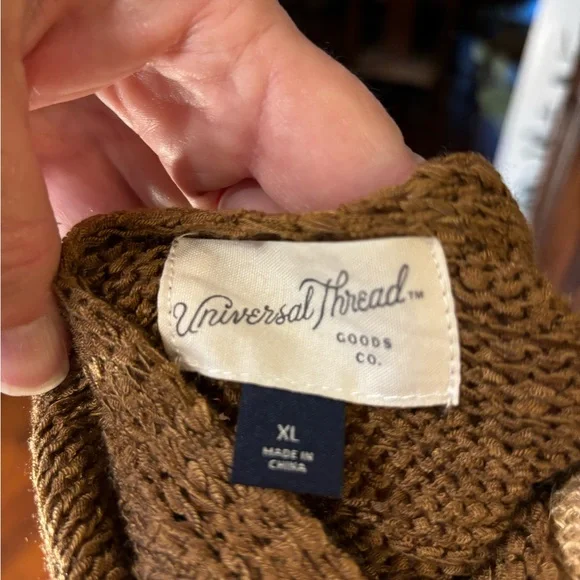 Universal Thread™
GOODS
CO.
XL
MADE IN
CHINA